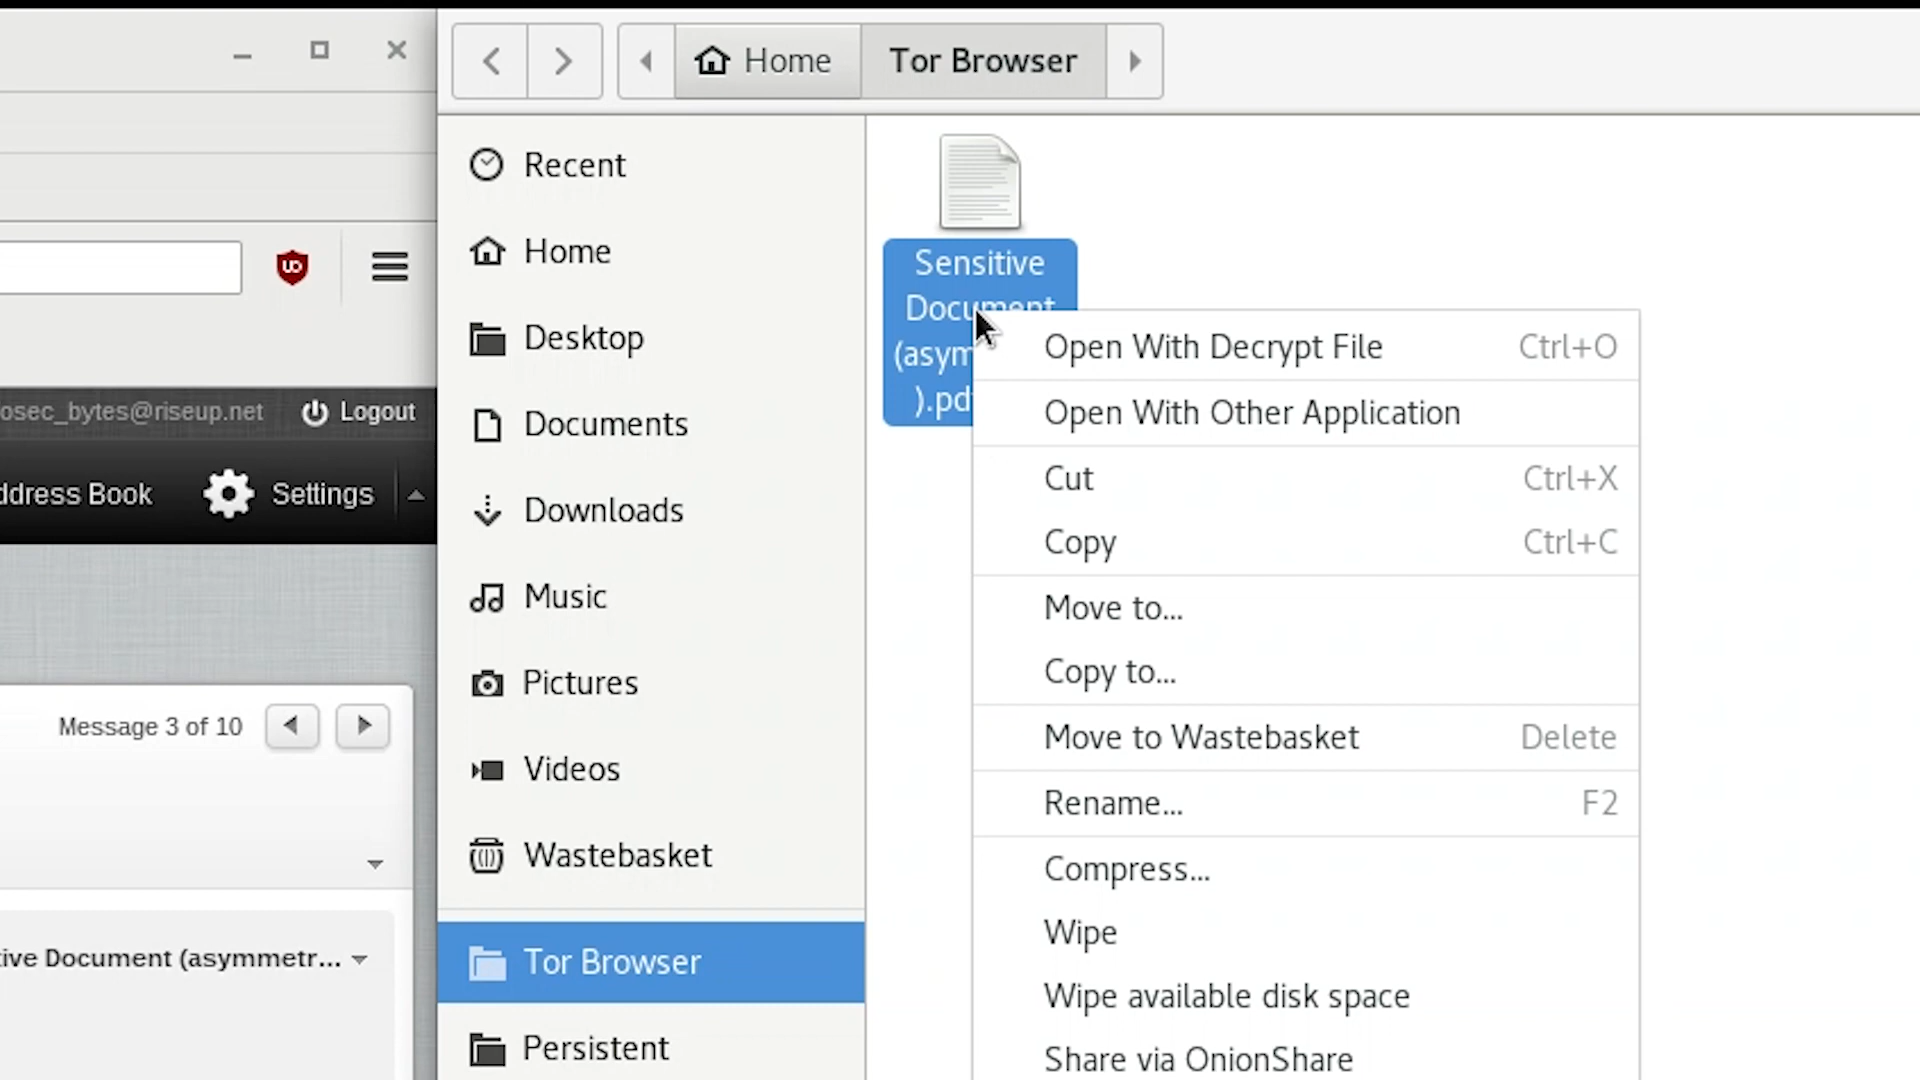 Home
Tor Browser
Recent
Home
Desktop
Documents
Downloads
Music
Pictures
Videos
Wastebasket
Tor Browser
Persistent
Sensitive
Document
(asym
).pd
Open With Decrypt File Ctrl+O
Open With Other Application
Cut Ctrl+X
Copy Ctrl+C
Move to...
Copy to...
Move to Wastebasket Delete
Rename... F2
Compress...
Wipe
Wipe available disk space
Share via OnionShare
osec_bytes@riseup.net Logout
ddress Book Settings
Message 3 of 10
ive Document (asymmetr...